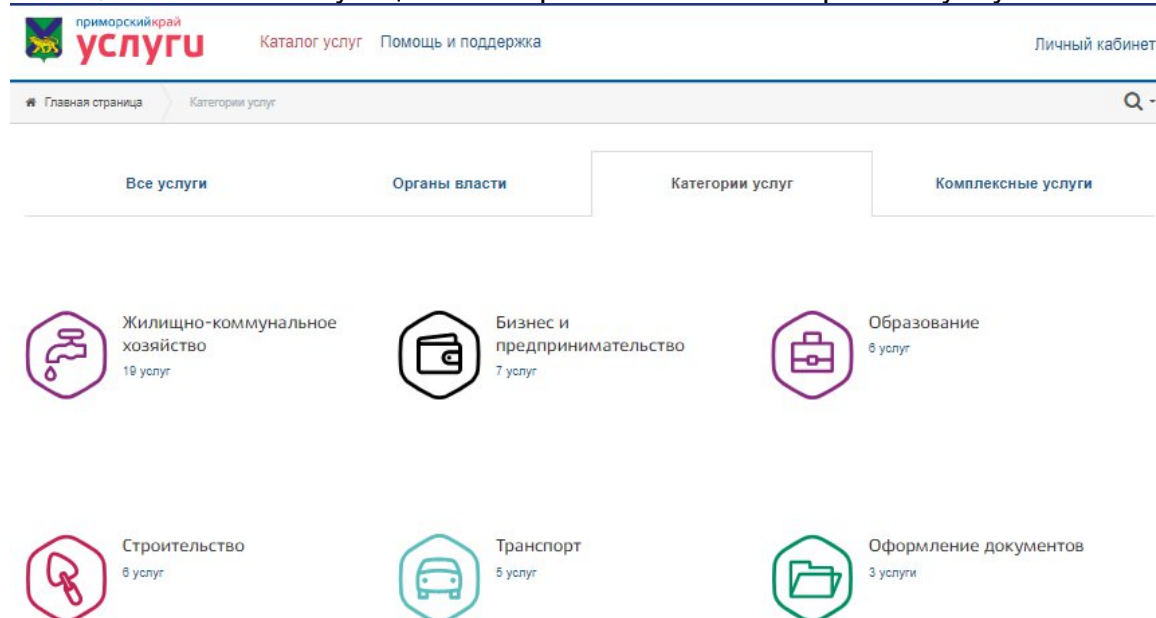 приморскийкрай
услуги
Каталог услуг Помощь и поддержка Личный кабинет
Главная страница Категории услуг
Все услуги Органы власти Категории услуг Комплексные услуги
Жилищно-коммунальное
хозяйство
19 услуг
Бизнес и
предпринимательство
7 услуг
Образование
6 услуг
Строительство
6 услуг
Транспорт
5 услуг
Оформление документов
3 услуги